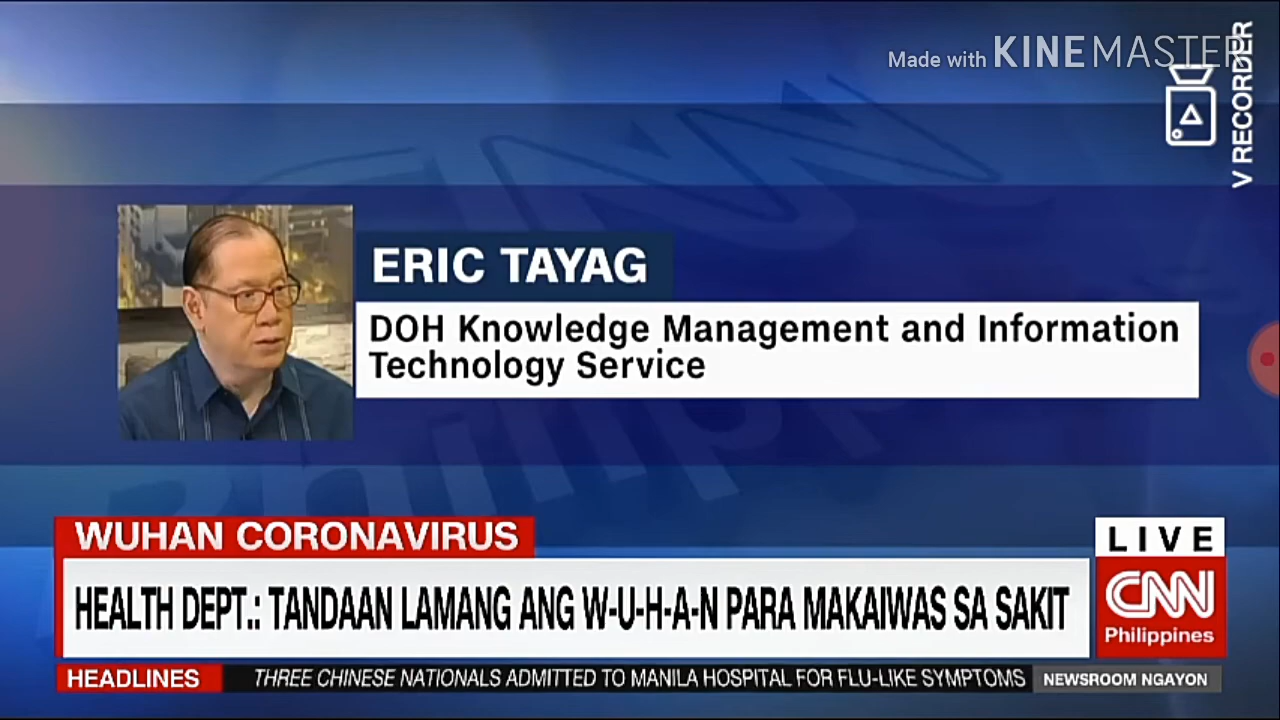 Made with KINEMASTER
V RECORDER
ERIC TAYAG
DOH Knowledge Management and Information
Technology Service
WUHAN CORONAVIRUS
HEALTH DEPT.: TANDAAN LAMANG ANG W-U-H-A-N PARA MAKAIWAS SA SAKIT
LIVE
CNN
Philippines
HEADLINES THREE CHINESE NATIONALS ADMITTED TO MANILA HOSPITAL FOR FLU-LIKE SYMPTOMS NEWSROOM NGAYON